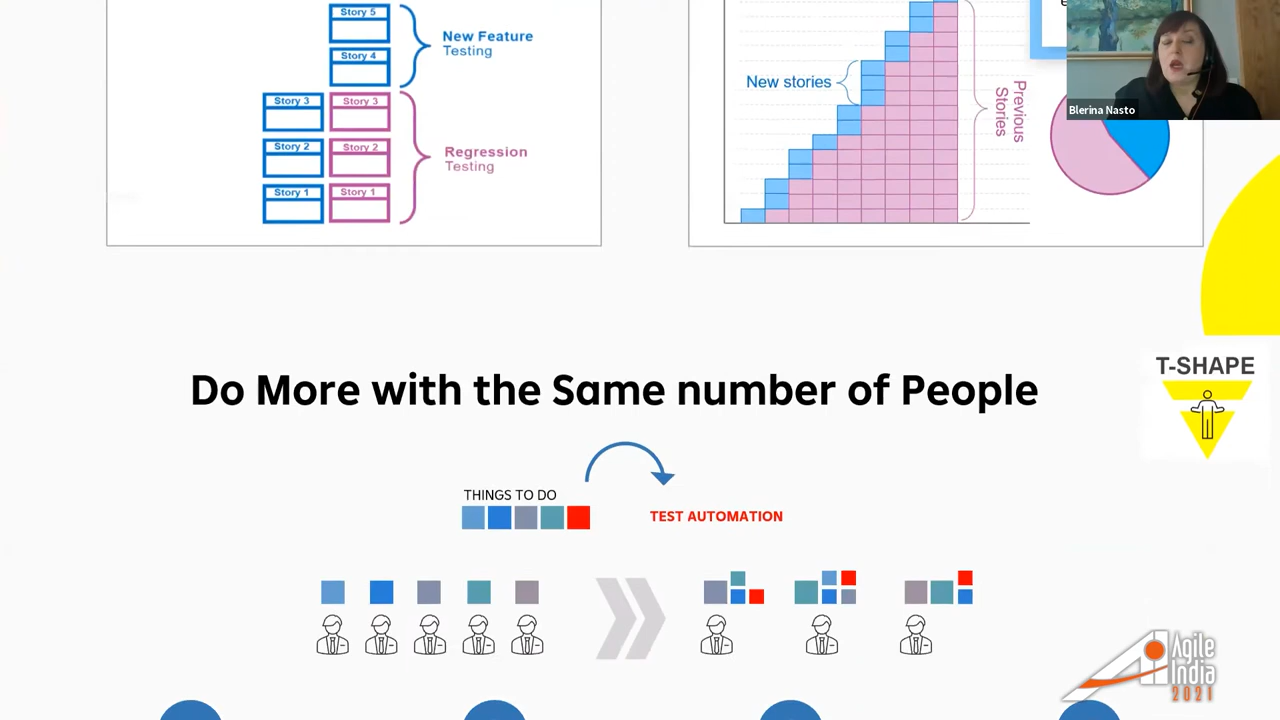 Story 5
Story 4
New Feature
Testing
Story 3
Story 3
Story 2
Story 2
Story 1
Story 1
Regression
Testing
New stories
Previous
Stories
Blerina Nasto
Do More with the Same number of People
T-SHAPE
THINGS TO DO
TEST AUTOMATION
Agile
India
2021